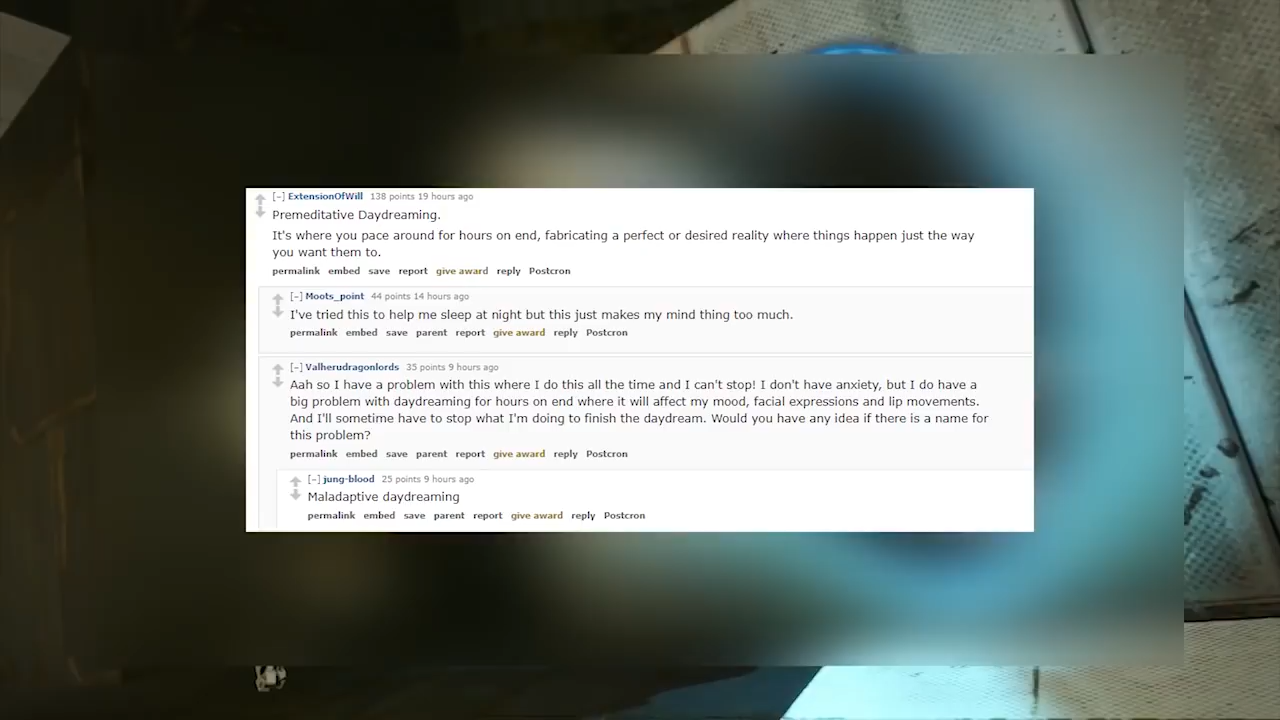 [–] ExtensionOfWill 138 points 19 hours ago
Premeditative Daydreaming.
It's where you pace around for hours on end, fabricating a perfect or desired reality where things happen just the way
you want them to.
permalink embed save report give award reply Postcron
[–] Moots_point 44 points 14 hours ago
I've tried this to help me sleep at night but this just makes my mind thing too much.
permalink embed save parent report give award reply Postcron
[–] Valherudragonlords 35 points 9 hours ago
Aah so I have a problem with this where I do this all the time and I can't stop! I don't have anxiety, but I do have a
big problem with daydreaming for hours on end where it will affect my mood, facial expressions and lip movements.
And I'll sometime have to stop what I'm doing to finish the daydream. Would you have any idea if there is a name for
this problem?
permalink embed save parent report give award reply Postcron
[–] jung-blood 25 points 9 hours ago
Maladaptive daydreaming
permalink embed save parent report give award reply Postcron